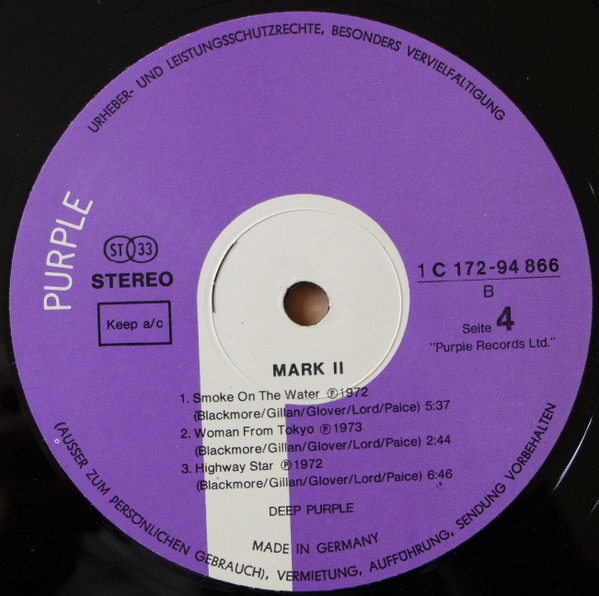 URHEBER- UND LEISTUNGSSCHUTZRECHTE, BESONDERS VERVIELFÄLTIGUNG
PURPLE
ST 33
STEREO
Keep a/c
1 C 172-94 866
B
Seite 4
"Purple Records Ltd."
MARK II
1. Smoke On The Water Ⓟ1972
(Blackmore/Gillan/Glover/Lord/Paice) 5:37
2. Woman From Tokyo Ⓟ1973
(Blackmore/Gillan/Glover/Lord/Paice) 2:44
3. Highway Star Ⓟ1972
(Blackmore/Gillan/Glover/Lord/Paice) 6:46
DEEP PURPLE
MADE IN GERMANY
(AUSSER ZUM PERSÖNLICHEN GEBRAUCH), VERMIETUNG, AUFFÜHRUNG, SENDUNG VORBEHALTEN